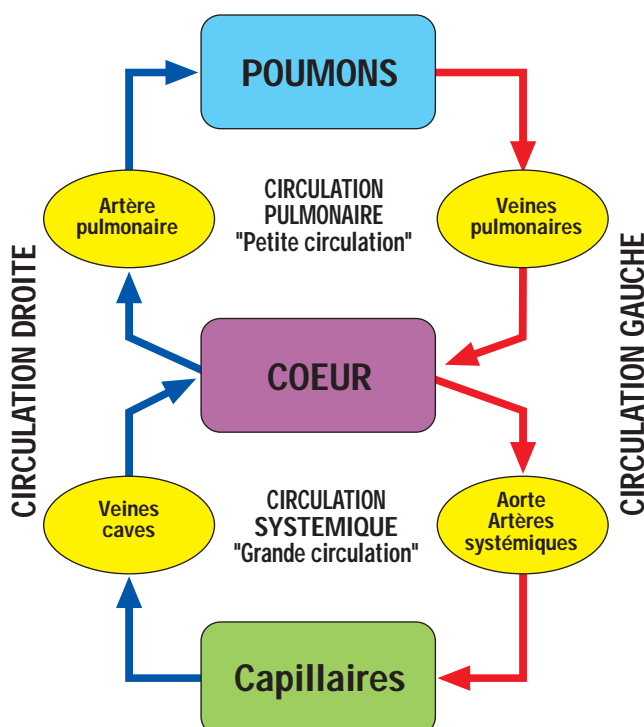 POUMONS
Artère
pulmonaire
CIRCULATION
PULMONAIRE
"Petite circulation"
Veines
pulmonaires
CIRCULATION DROITE
CIRCULATION GAUCHE
COEUR
Veines
caves
CIRCULATION
SYSTEMIQUE
"Grande circulation"
Aorte
Artères
systémiques
Capillaires